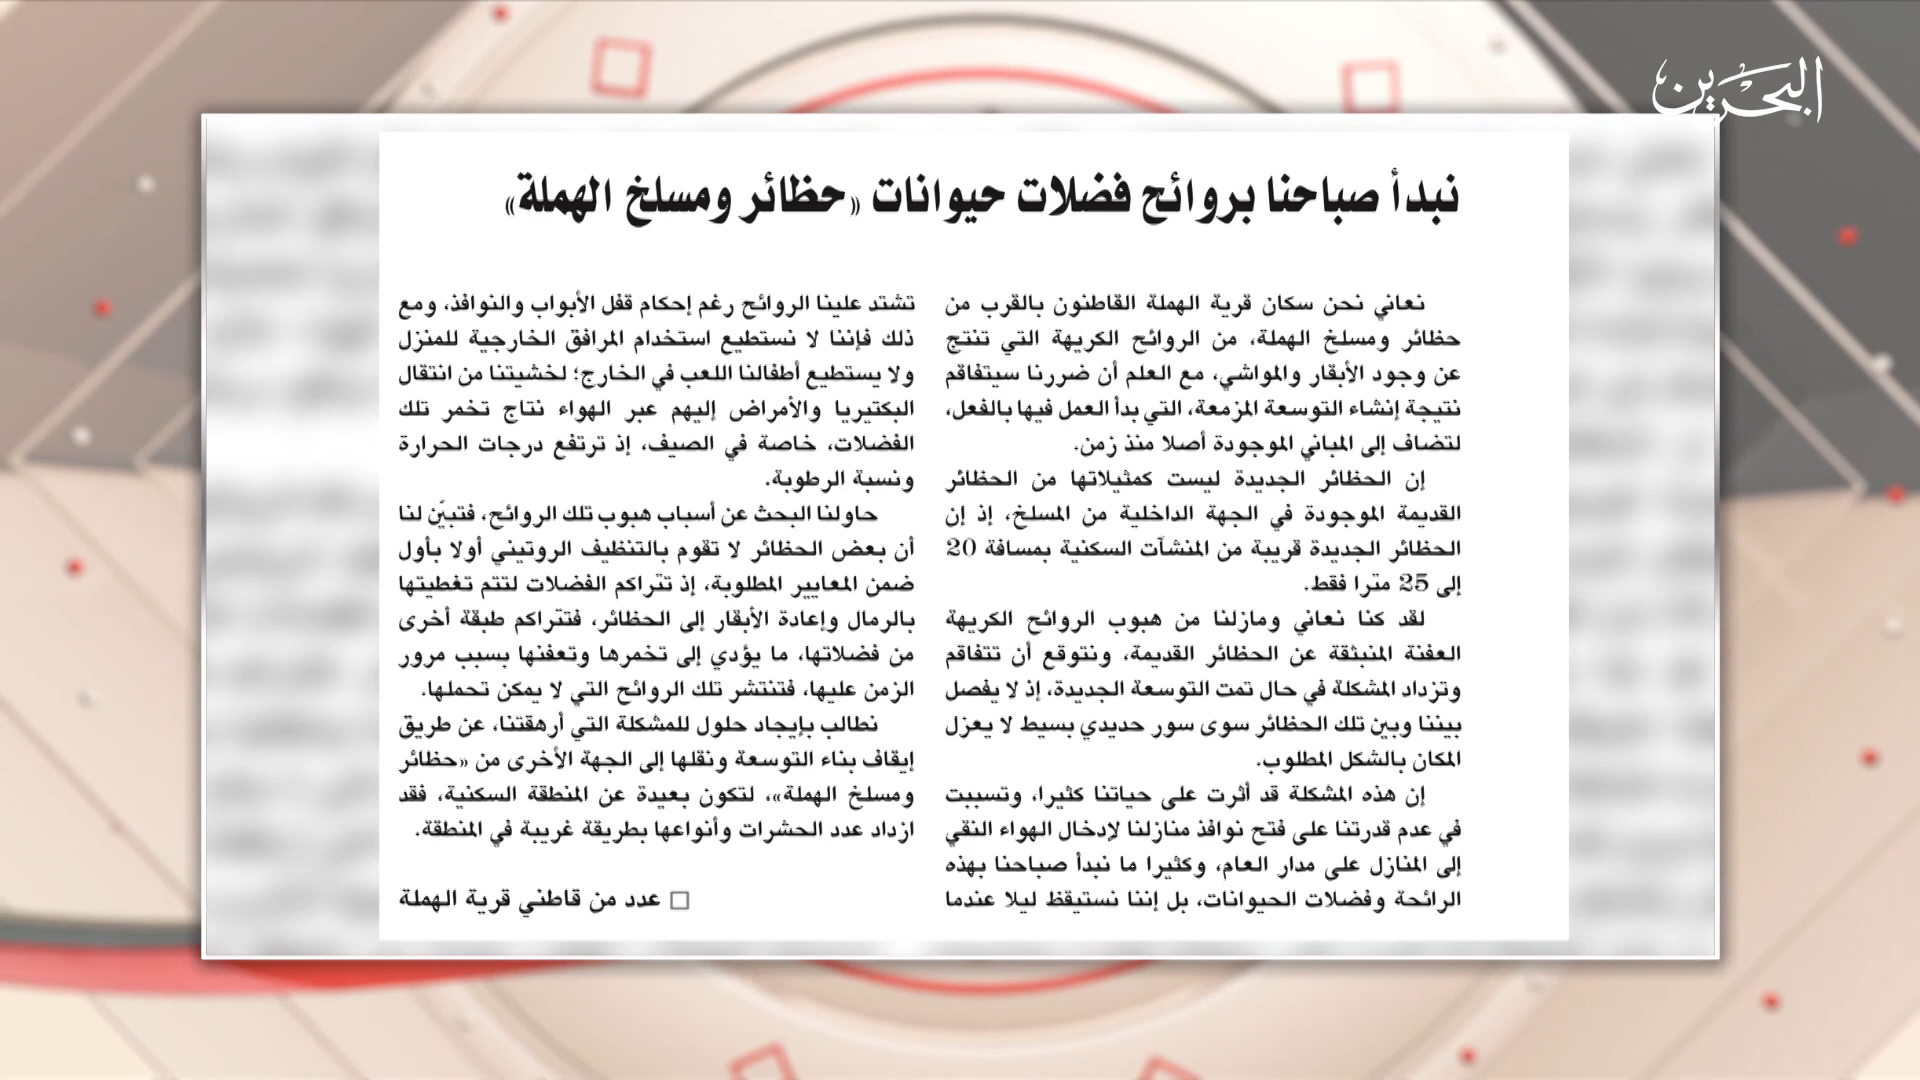 البحرين
نبدأ صباحنا بروائح فضلات حيوانات «حظائر ومسلخ الهملة»
نعاني نحن سكان قرية الهملة القاطنون بالقرب من
حظائر ومسلخ الهملة، من الروائح الكريهة التي تنتج
عن وجود الأبقار والمواشي، مع العلم أن ضررنا سيتفاقم
نتيجة إنشاء التوسعة المزمعة، التي بدأ العمل فيها بالفعل،
لتضاف إلى المباني الموجودة أصلا منذ زمن.
إن الحظائر الجديدة ليست كمثيلاتها من الحظائر
القديمة الموجودة في الجهة الداخلية من المسلخ، إذ إن
الحظائر الجديدة قريبة من المنشآت السكنية بمسافة 20
إلى 25 مترا فقط.
لقد كنا نعاني ومازلنا من هبوب الروائح الكريهة
العفنة المنبثقة عن الحظائر القديمة، ونتوقع أن تتفاقم
وتزداد المشكلة في حال تمت التوسعة الجديدة، إذ لا يفصل
بيننا وبين تلك الحظائر سوى سور حديدي بسيط لا يعزل
المكان بالشكل المطلوب.
إن هذه المشكلة قد أثرت على حياتنا كثيرا، وتسببت
في عدم قدرتنا على فتح نوافذ منازلنا لإدخال الهواء النقي
إلى المنازل على مدار العام، وكثيرا ما نبدأ صباحنا بهذه
الرائحة وفضلات الحيوانات، بل إننا نستيقظ ليلا عندما
تشتد علينا الروائح رغم إحكام قفل الأبواب والنوافذ، ومع
ذلك فإننا لا نستطيع استخدام المرافق الخارجية للمنزل
ولا يستطيع أطفالنا اللعب في الخارج؛ لخشيتنا من انتقال
البكتيريا والأمراض إليهم عبر الهواء نتاج تخمر تلك
الفضلات، خاصة في الصيف، إذ ترتفع درجات الحرارة
ونسبة الرطوبة.
حاولنا البحث عن أسباب هبوب تلك الروائح، فتبيّن لنا
أن بعض الحظائر لا تقوم بالتنظيف الروتيني أولا بأول
ضمن المعايير المطلوبة، إذ تتراكم الفضلات لتتم تغطيتها
بالرمال وإعادة الأبقار إلى الحظائر، فتتراكم طبقة أخرى
من فضلاتها، ما يؤدي إلى تخمرها وتعفنها بسبب مرور
الزمن عليها، فتنتشر تلك الروائح التي لا يمكن تحملها.
نطالب بإيجاد حلول للمشكلة التي أرهقتنا، عن طريق
إيقاف بناء التوسعة ونقلها إلى الجهة الأخرى من «حظائر
ومسلخ الهملة»، لتكون بعيدة عن المنطقة السكنية، فقد
ازداد عدد الحشرات وأنواعها بطريقة غريبة في المنطقة.
□ عدد من قاطني قرية الهملة